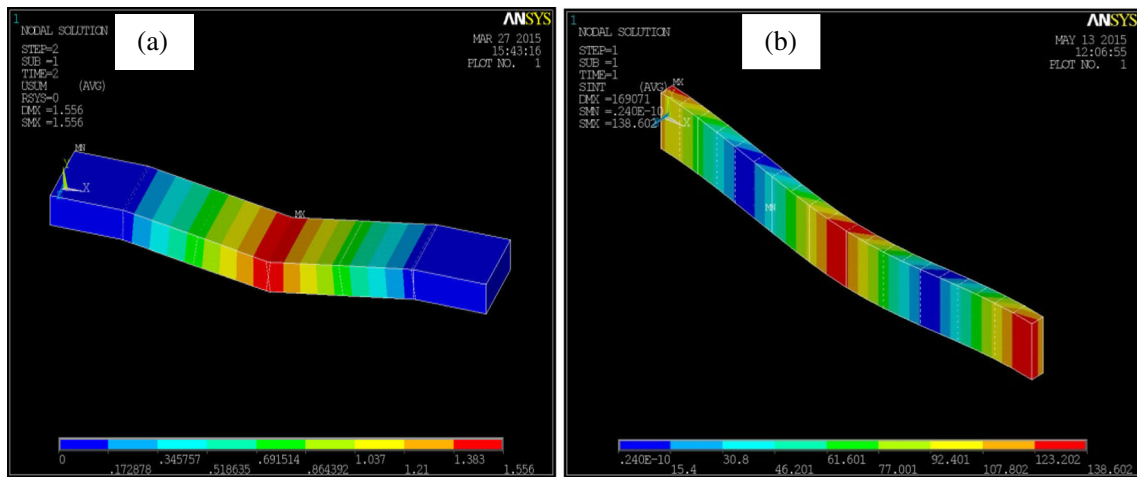 1
NODAL SOLUTION
STEP=2
SUB =1
TIME=2
USUM (AVG)
RSYS=0
DMX =1.556
SMX =1.556
(a)
ANSYS
MAR 27 2015
15:43:16
PLOT NO. 1
MN
Y
X
MX
0
.172878
.345757
.518635
.691514
.864392
1.037
1.21
1.383
1.556
1
NODAL SOLUTION
STEP=1
SUB =1
TIME=1
SINT (AVG)
DMX =169071
SMN =.240E-10
SMX =138.602
(b)
ANSYS
MAY 13 2015
12:06:55
PLOT NO. 1
MX
X
MN
.240E-10
15.4
30.8
46.201
61.601
77.001
92.401
107.802
123.202
138.602